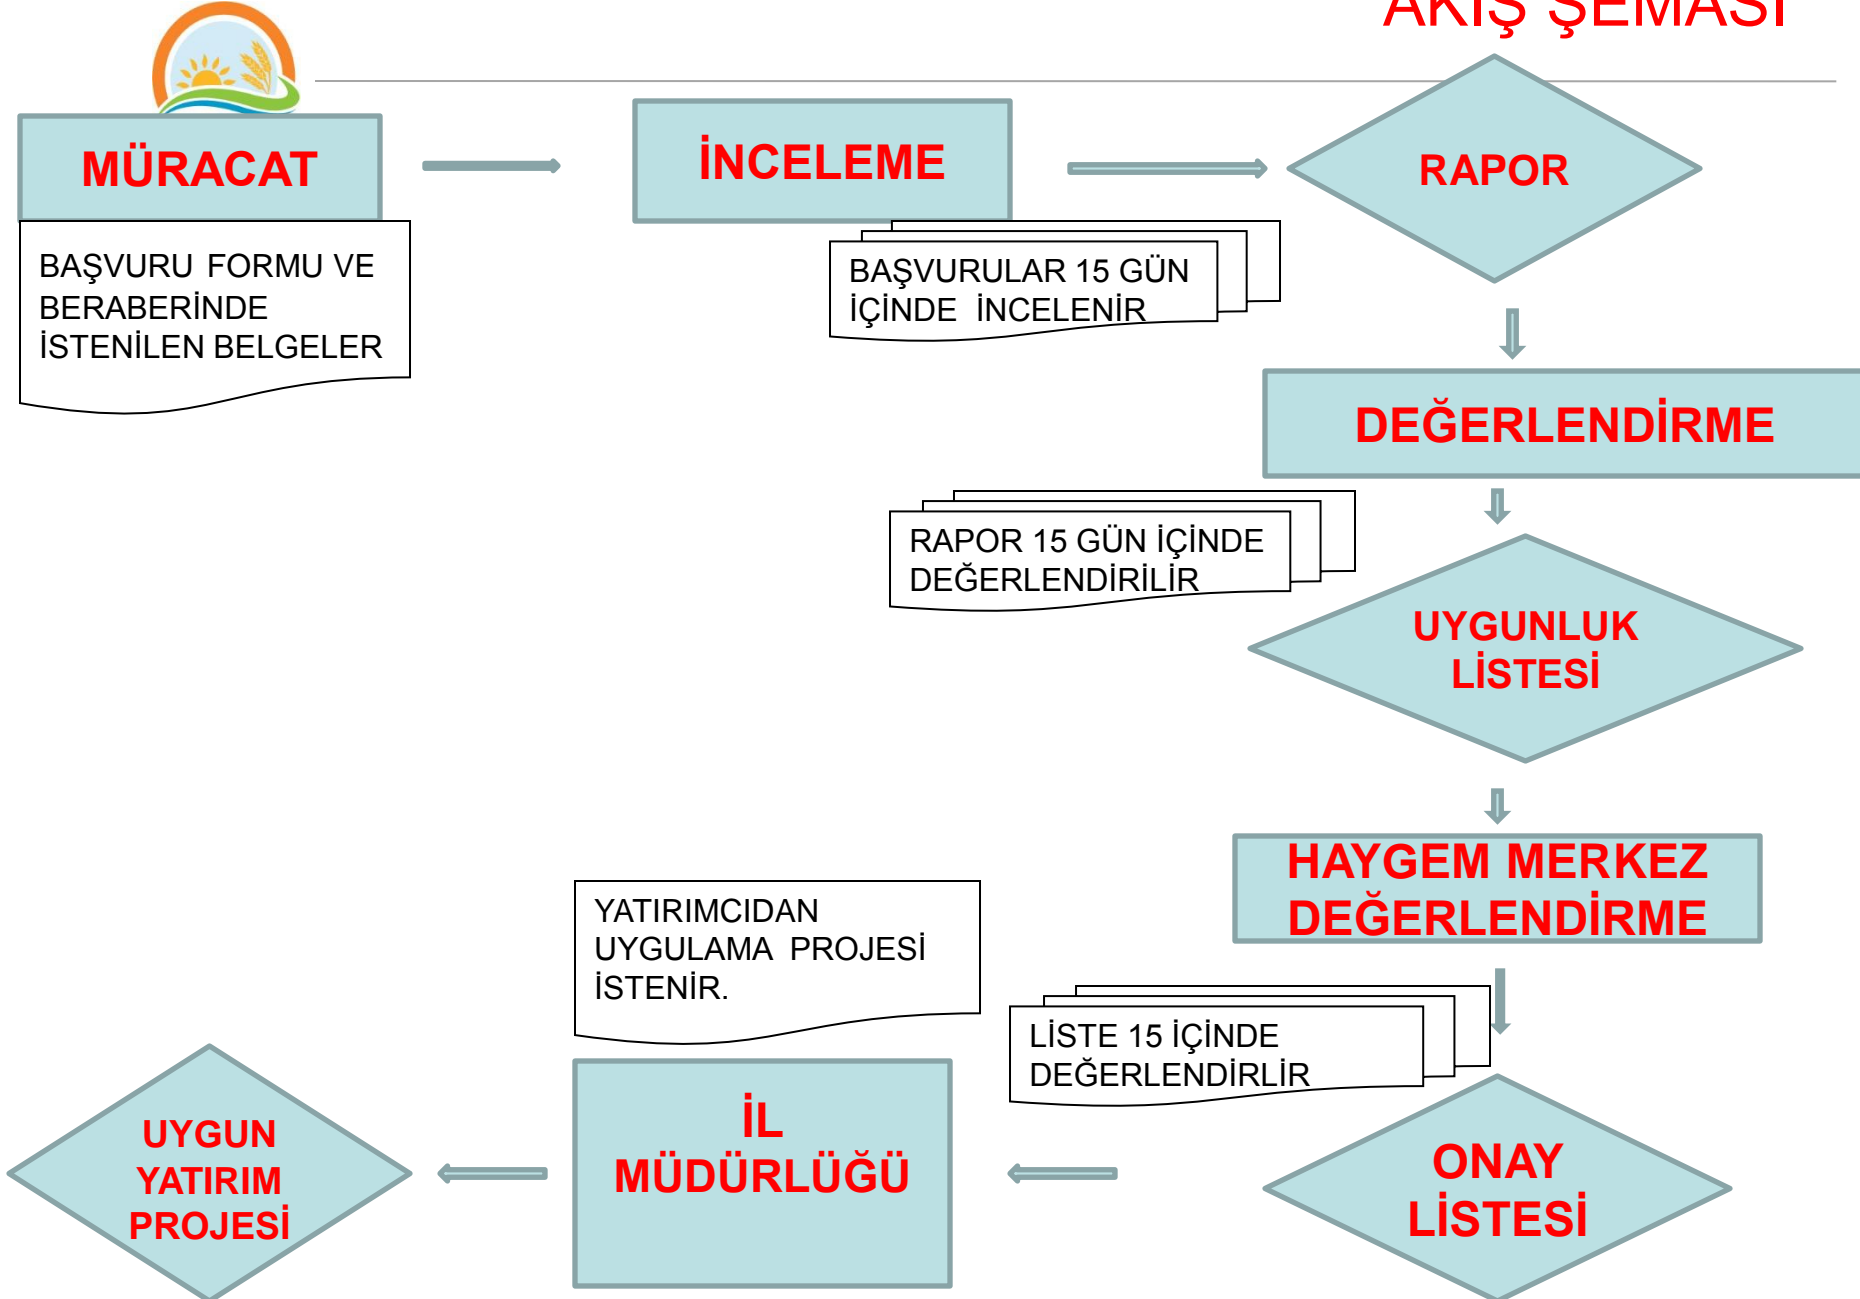 AKIŞ ŞEMASI
MÜRACAT
İNCELEME
RAPOR
BAŞVURU FORMU VE
BERABERİNDE
İSTENİLEN BELGELER
BAŞVURULAR 15 GÜN
İÇİNDE İNCELENİR
DEĞERLENDİRME
RAPOR 15 GÜN İÇİNDE
DEĞERLENDİRİLİR
UYGUNLUK
LİSTESİ
HAYGEM MERKEZ
DEĞERLENDİRME
YATIRIMCIDAN
UYGULAMA PROJESİ
İSTENİR.
LİSTE 15 İÇİNDE
DEĞERLENDİRLİR
ONAY
LİSTESİ
İL
MÜDÜRLÜĞÜ
UYGUN
YATIRIM
PROJESİ